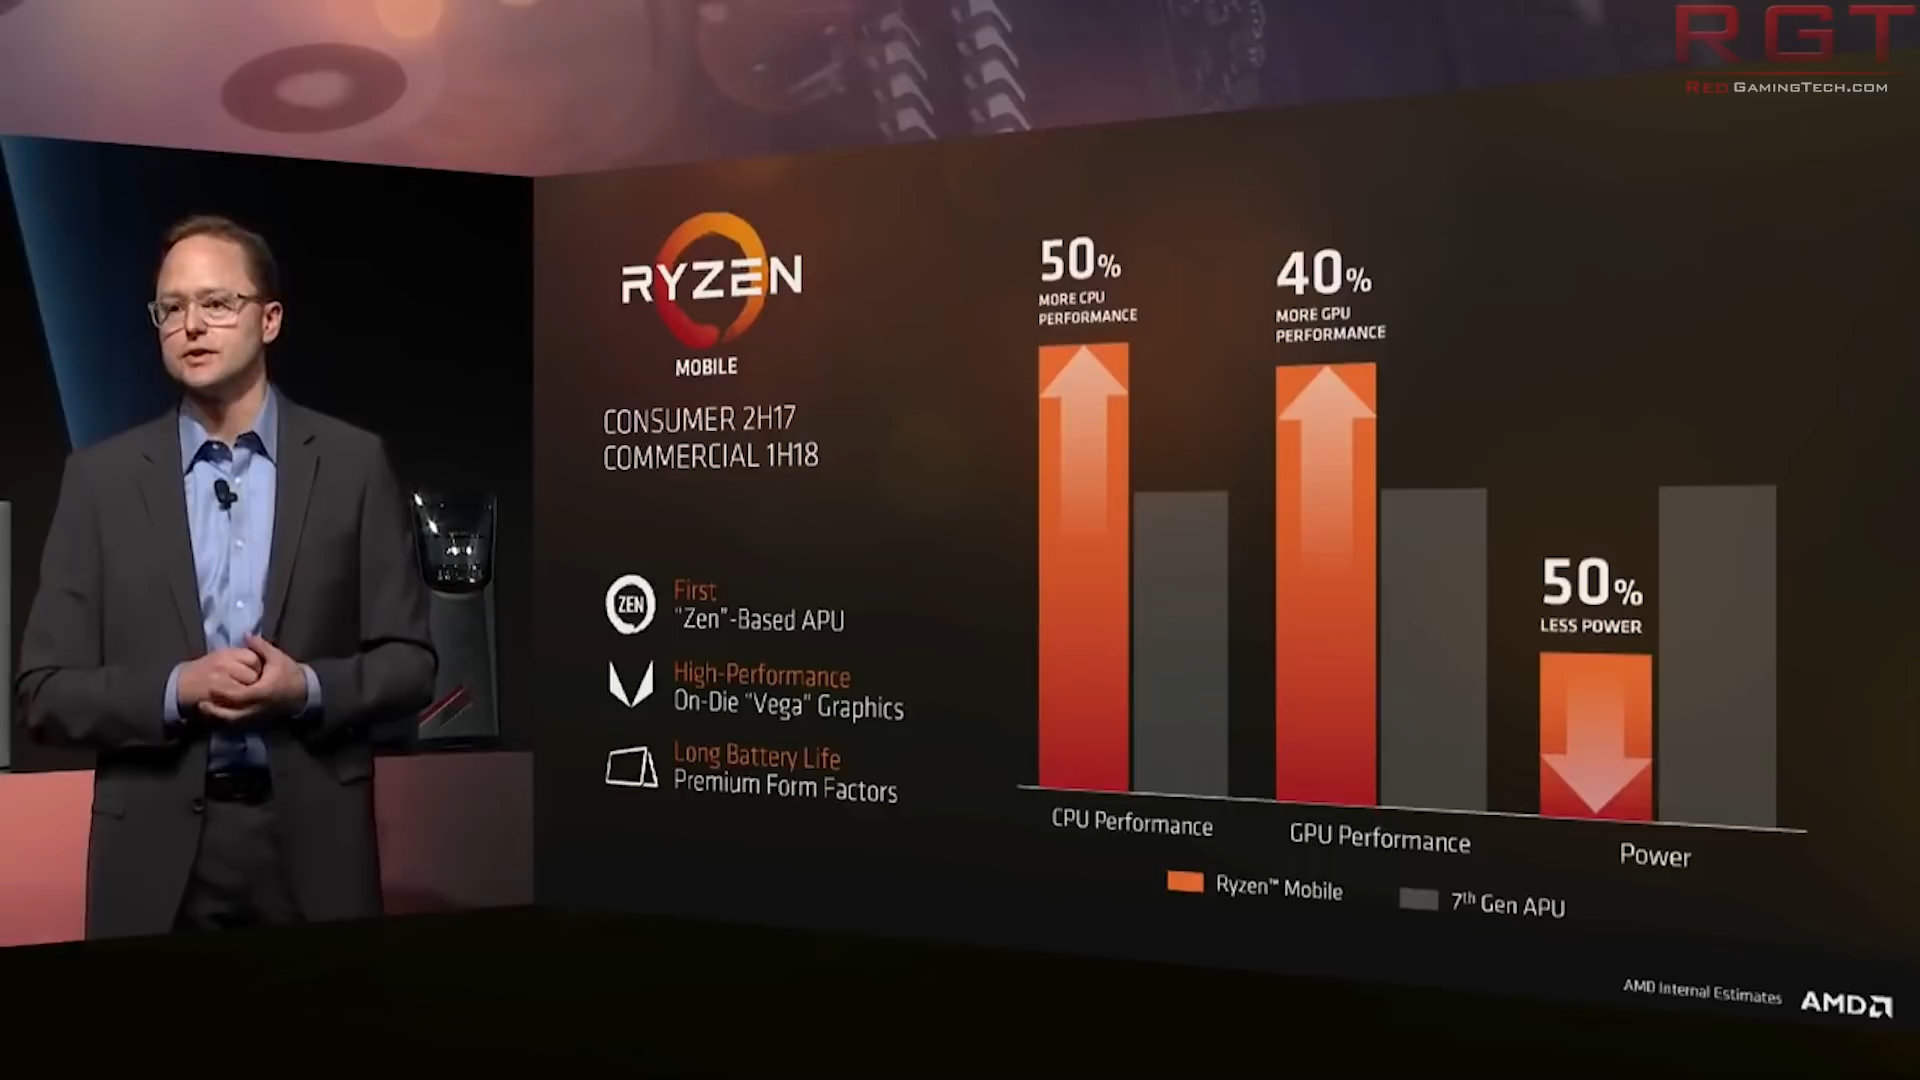 RGT
REDGAMINGTECH.COM
RYZEN
MOBILE
CONSUMER 2H17
COMMERCIAL 1H18
ZEN
First
"Zen"-Based APU
High-Performance
On-Die "Vega" Graphics
Long Battery Life
Premium Form Factors
50%
MORE CPU
PERFORMANCE
40%
MORE GPU
PERFORMANCE
50%
LESS POWER
CPU Performance
GPU Performance
Power
Ryzen™ Mobile
7th Gen APU
AMD Internal Estimates
AMD